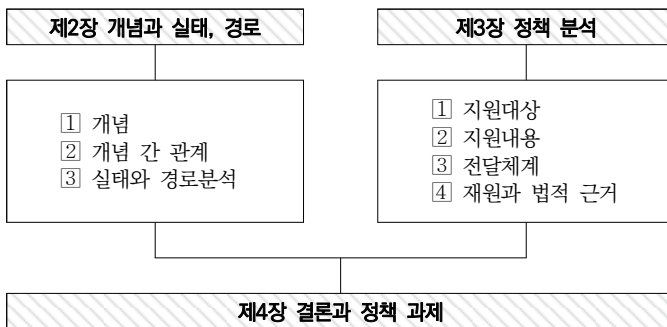 제2장 개념과 실태, 경로
1 개념
2 개념 간 관계
3 실태와 경로분석
제3장 정책 분석
1 지원대상
2 지원내용
3 전달체계
4 재원과 법적 근거
제4장 결론과 정책 과제